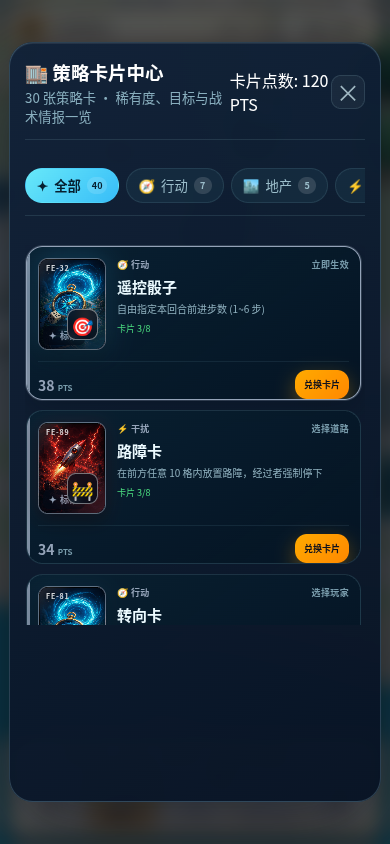 策略卡片中心
30 张策略卡 · 稀有度、目标与战
术情报一览
卡片点数: 120
PTS
全部 40
行动 7
地产 5
FE-32
行动
立即生效
遥控骰子
自由指定本回合前进步数 (1~6 步)
卡片 3/8
38 PTS
兑换卡片
FE-89
干扰
选择道路
路障卡
在前方任意 10 格内放置路障，经过者强制停下
卡片 3/8
34 PTS
兑换卡片
FE-81
行动
选择玩家
转向卡